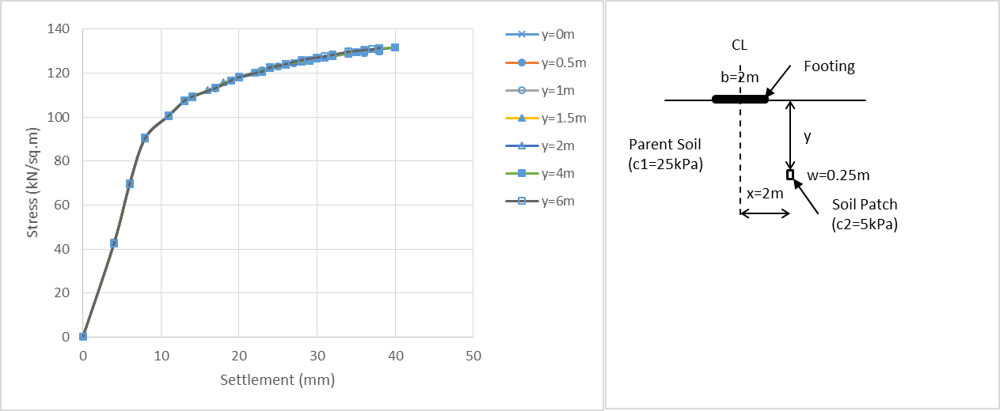 140
120
100
80
60
40
20
0
0 10 20 30 40 50
Stress (kN/sq.m)
Settlement (mm)
y=0m
y=0.5m
y=1m
y=1.5m
y=2m
y=4m
y=6m
CL
b=2m
Footing
y
Parent Soil
(c1=25kPa)
w=0.25m
x=2m
Soil Patch
(c2=5kPa)